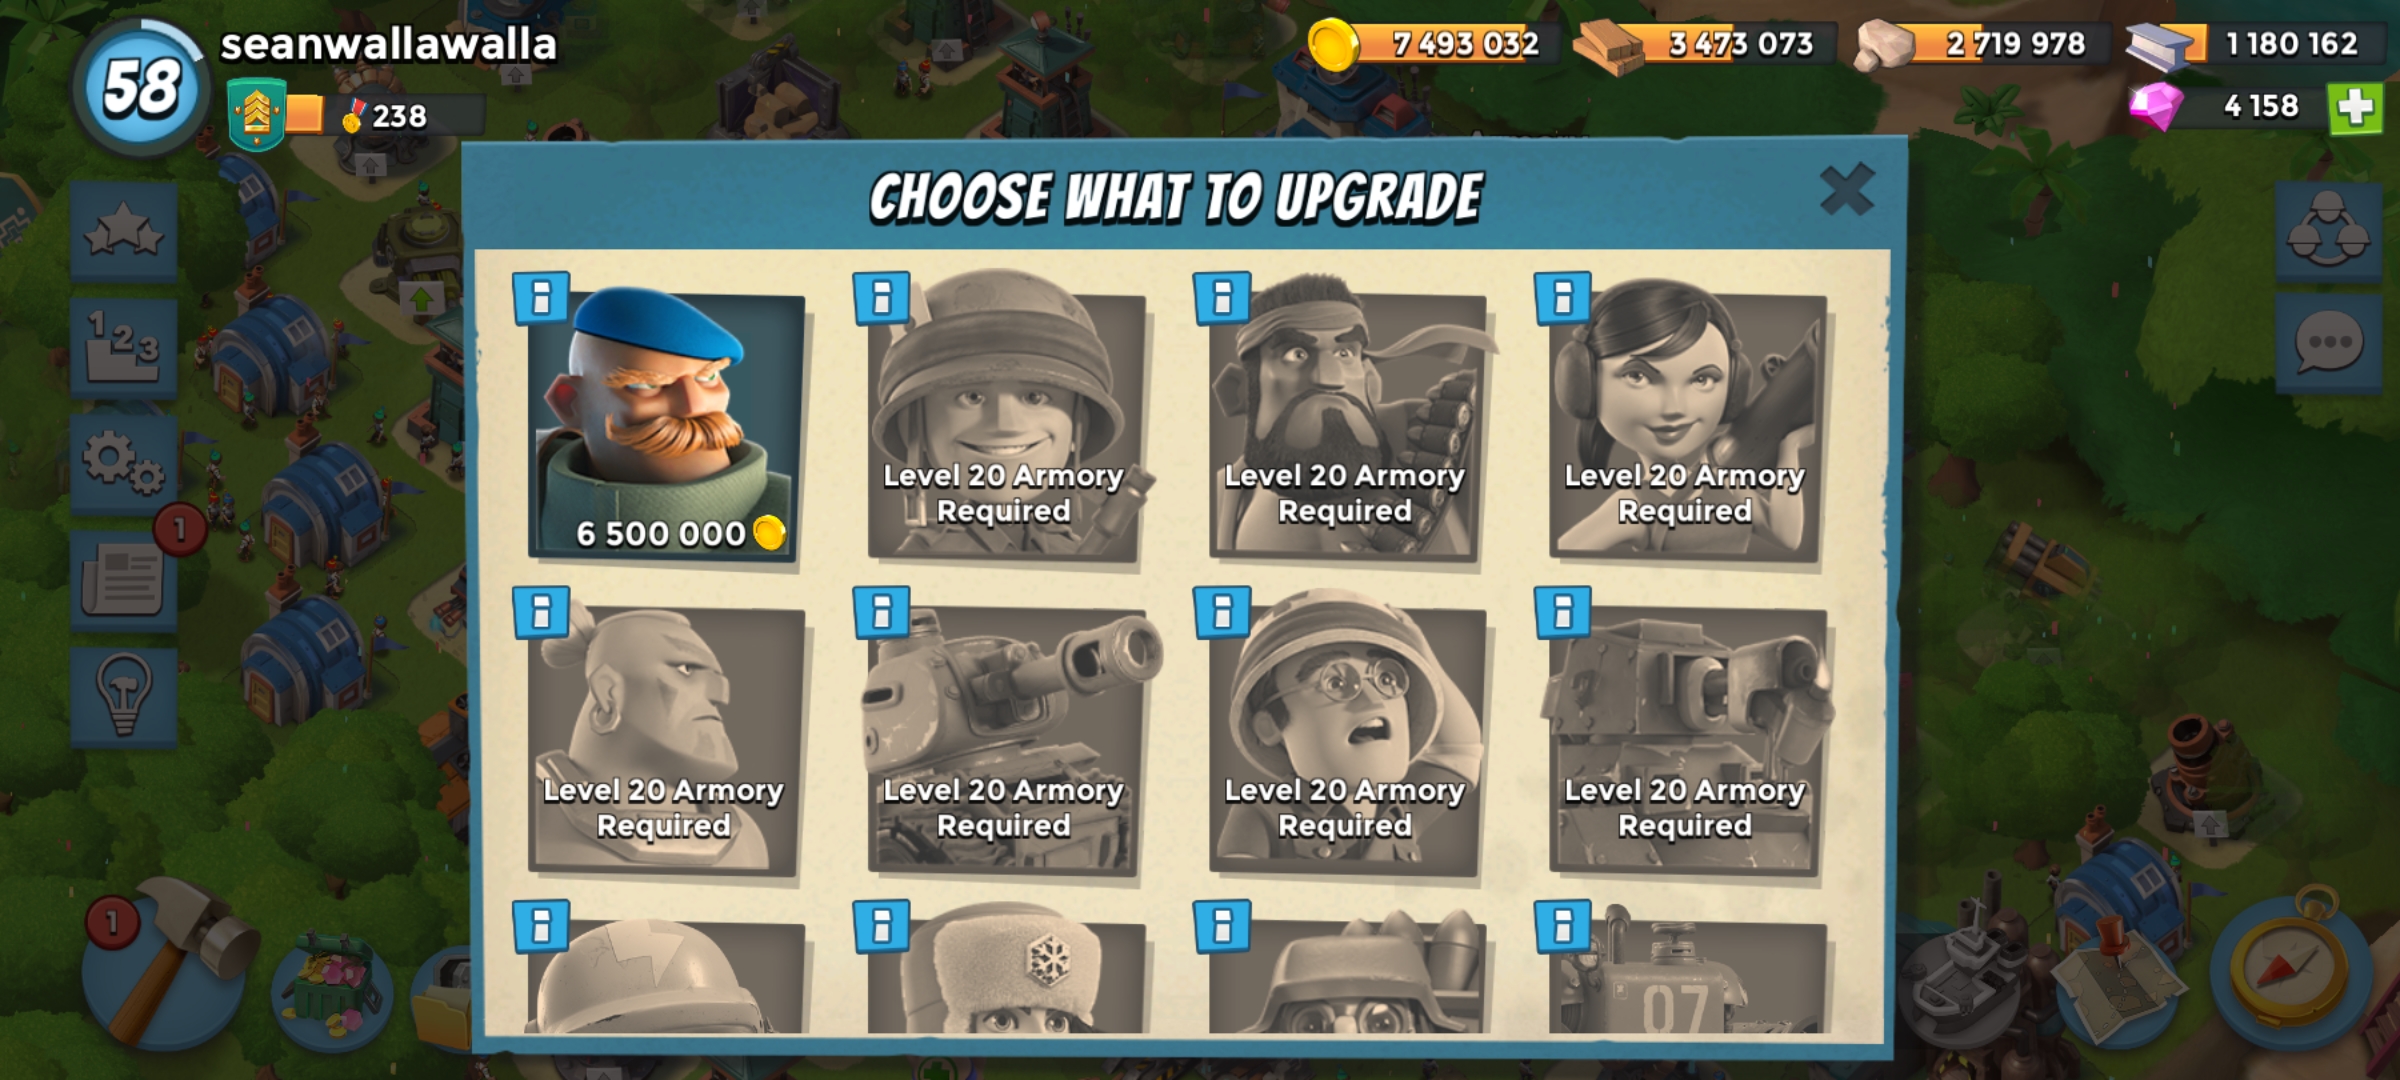 58
seanwallawalla
238
7 493 032
3 473 073
2 719 978
1 180 162
4 158
CHOOSE WHAT TO UPGRADE
6 500 000
Level 20 Armory
Required
Level 20 Armory
Required
Level 20 Armory
Required
Level 20 Armory
Required
Level 20 Armory
Required
Level 20 Armory
Required
Level 20 Armory
Required
07
123
1
1